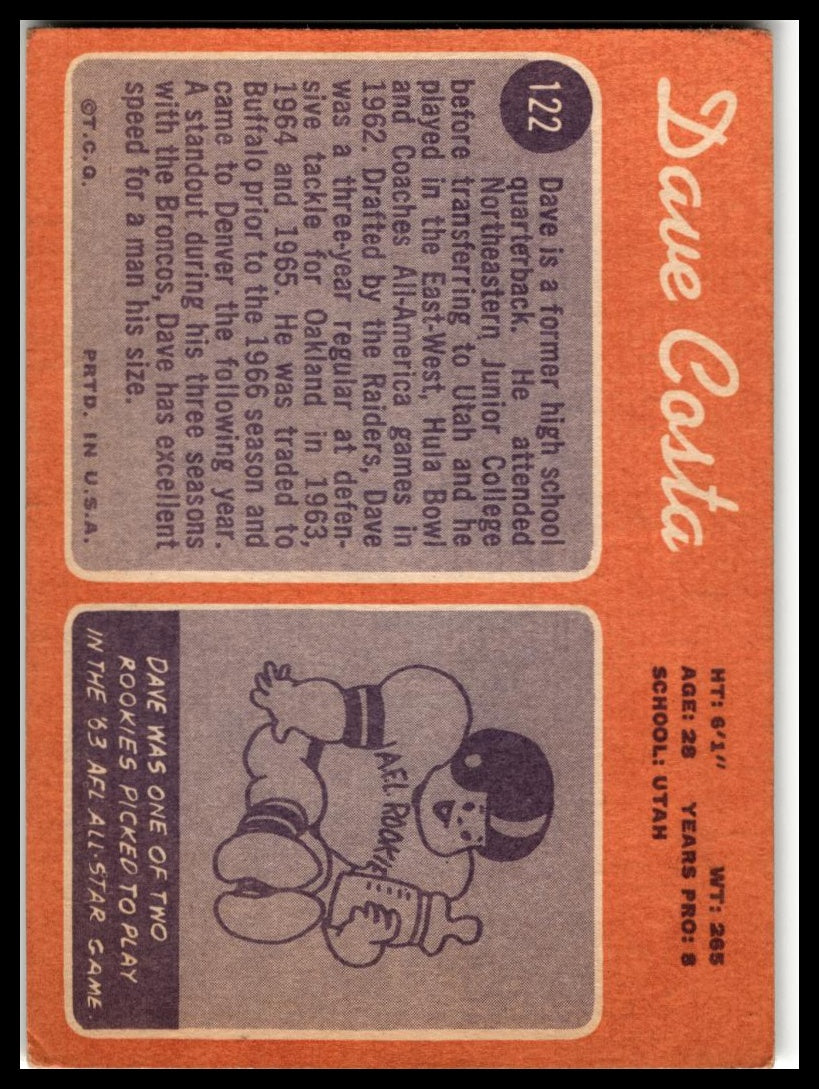 Dave Costa
HT: 6'1" WT: 265
AGE: 28 YEARS PRO: 8
SCHOOL: UTAH
122
Dave is a former high school
quarterback. He attended
Northeastern Junior College
before transferring to Utah and he
played in the East-West, Hula Bowl
and Coaches All-America games in
1962. Drafted by the Raiders, Dave
was a three-year regular at defen-
sive tackle for Oakland in 1963,
1964 and 1965. He was traded to
Buffalo prior to the 1966 season and
came to Denver the following year.
A standout during his three seasons
with the Broncos, Dave has excellent
speed for a man his size.
©T.C.G. PRTD. IN U.S.A.
AFL ROOKIE
DAVE WAS ONE OF TWO
ROOKIES PICKED TO PLAY
IN THE '63 AFL ALL-STAR GAME.